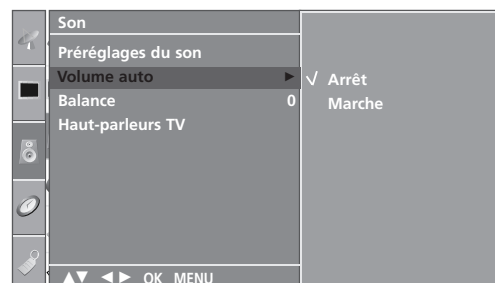 Son
Préréglages du son
Volume auto ► √ Arrêt
Balance 0 Marche
Haut-parleurs TV
▲▼ ◄► OK MENU